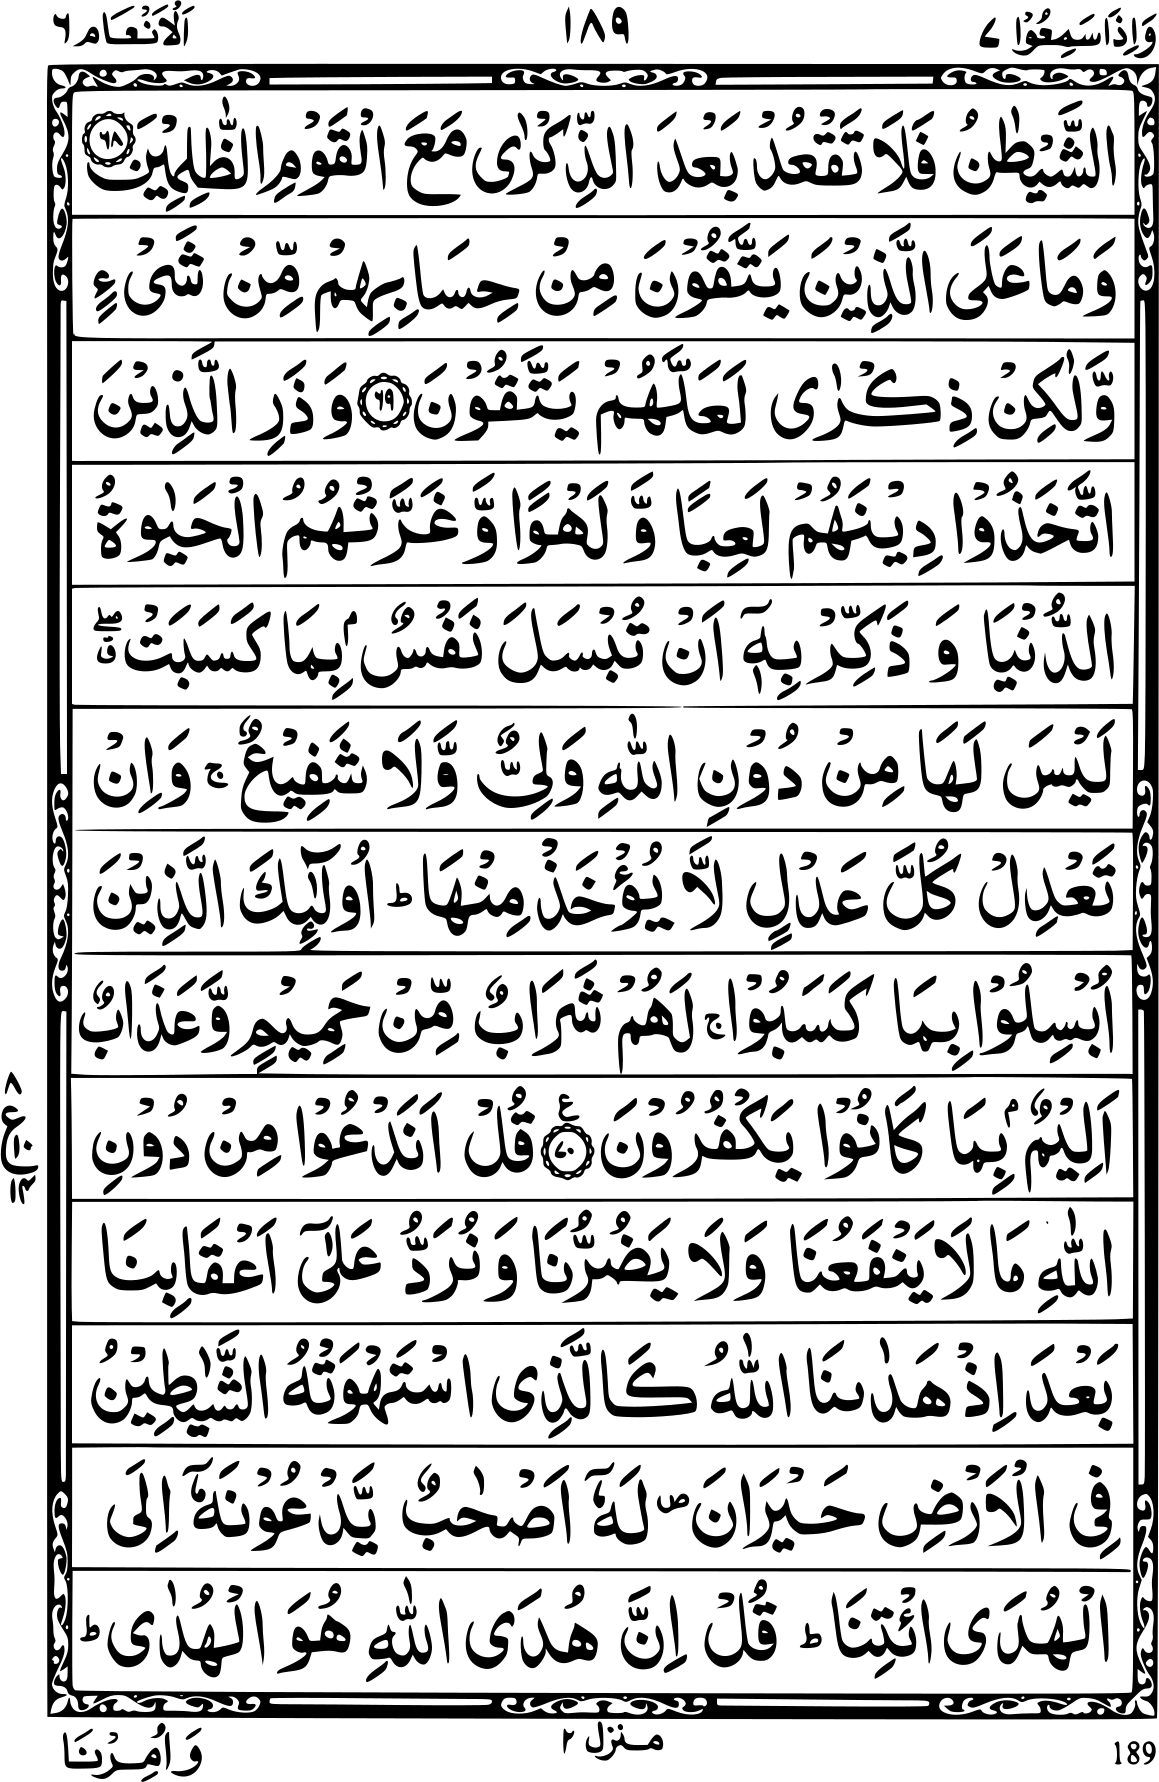 وَاِذَا سَمِعُوْا ٧ ١٨٩ اَلْاَنْعَام ٦
الشَّيْطٰنُ فَلَا تَقْعُدْ بَعْدَ الذِّكْرٰى مَعَ الْقَوْمِ الظّٰلِمِيْنَ ۝٦٨
وَمَا عَلَى الَّذِيْنَ يَتَّقُوْنَ مِنْ حِسَابِهِمْ مِّنْ شَىْءٍ
وَّلٰكِنْ ذِكْرٰى لَعَلَّهُمْ يَتَّقُوْنَ ۝٦٩ وَ ذَرِ الَّذِيْنَ
اتَّخَذُوْا دِيْنَهُمْ لَعِبًا وَّ لَهْوًا وَّ غَرَّتْهُمُ الْحَيٰوةُ
الدُّنْيَا وَ ذَكِّرْ بِهٖۤ اَنْ تُبْسَلَ نَفْسٌۢ بِمَا كَسَبَتْ ۖق
لَيْسَ لَهَا مِنْ دُوْنِ اللّٰهِ وَلِىٌّ وَّلَا شَفِيْعٌ ۚ وَاِنْ
تَعْدِلْ كُلَّ عَدْلٍ لَّا يُؤْخَذْ مِنْهَا ؕ اُولٰٓئِكَ الَّذِيْنَ
اُبْسِلُوْا بِمَا كَسَبُوْا ۚ لَهُمْ شَرَابٌ مِّنْ حَمِيْمٍ وَّعَذَابٌ
اَلِيْمٌۢ بِمَا كَانُوْا يَكْفُرُوْنَ ۝٧٠ ع قُلْ اَنَدْعُوْا مِنْ دُوْنِ
٨ ع ١٠ ١٤
اللّٰهِ مَا لَا يَنْفَعُنَا وَلَا يَضُرُّنَا وَ نُرَدُّ عَلٰٓى اَعْقَابِنَا
بَعْدَ اِذْ هَدٰىنَا اللّٰهُ كَالَّذِى اسْتَهْوَتْهُ الشَّيٰطِيْنُ
فِى الْاَرْضِ حَيْرَانَ ۪ لَهٗۤ اَصْحٰبٌ يَّدْعُوْنَهٗۤ اِلَى
الْهُدَى ائْتِنَا ؕ قُلْ اِنَّ هُدَى اللّٰهِ هُوَ الْهُدٰى ؕ
189 منزل ٢ وَ اُمِرْنَا